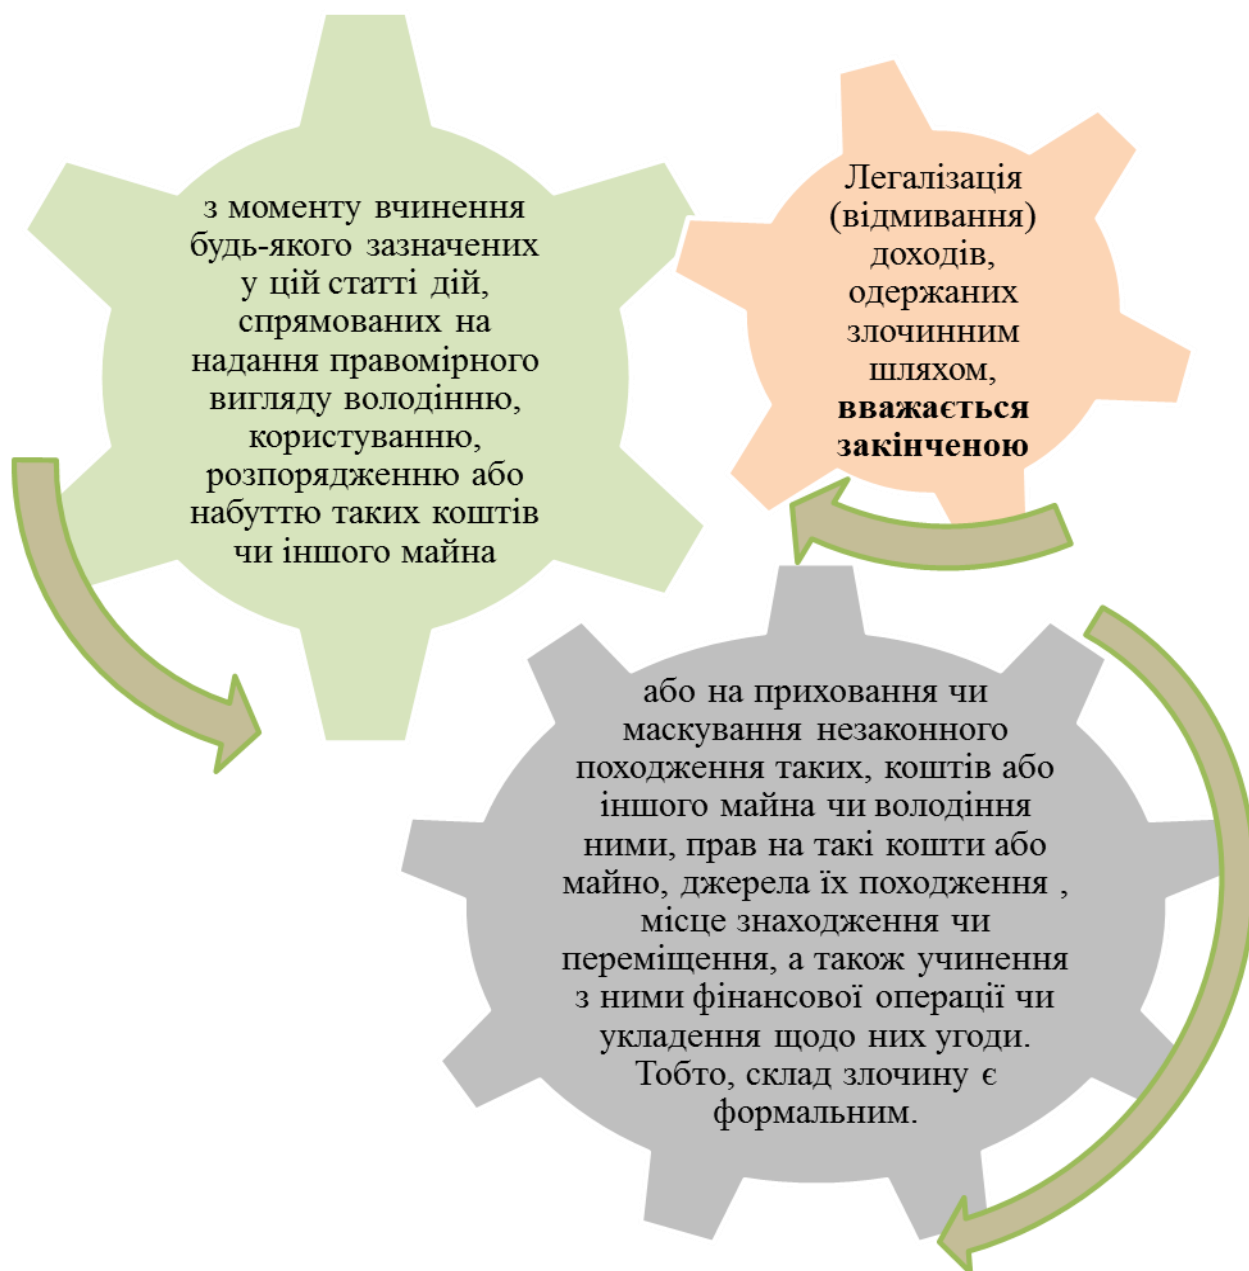 Легалізація
(відмивання)
доходів,
одержаних
злочинним
шляхом,
вважається
закінченою
з моменту вчинення
будь-якого зазначених
у цій статті дій,
спрямованих на
надання правомірного
вигляду володінню,
користуванню,
розпорядженню або
набуттю таких коштів
чи іншого майна
або на приховання чи
маскування незаконного
походження таких, коштів або
іншого майна чи володіння
ними, прав на такі кошти або
майно, джерела їх походження ,
місце знаходження чи
переміщення, а також учинення
з ними фінансової операції чи
укладення щодо них угоди.
Тобто, склад злочину є
формальним.